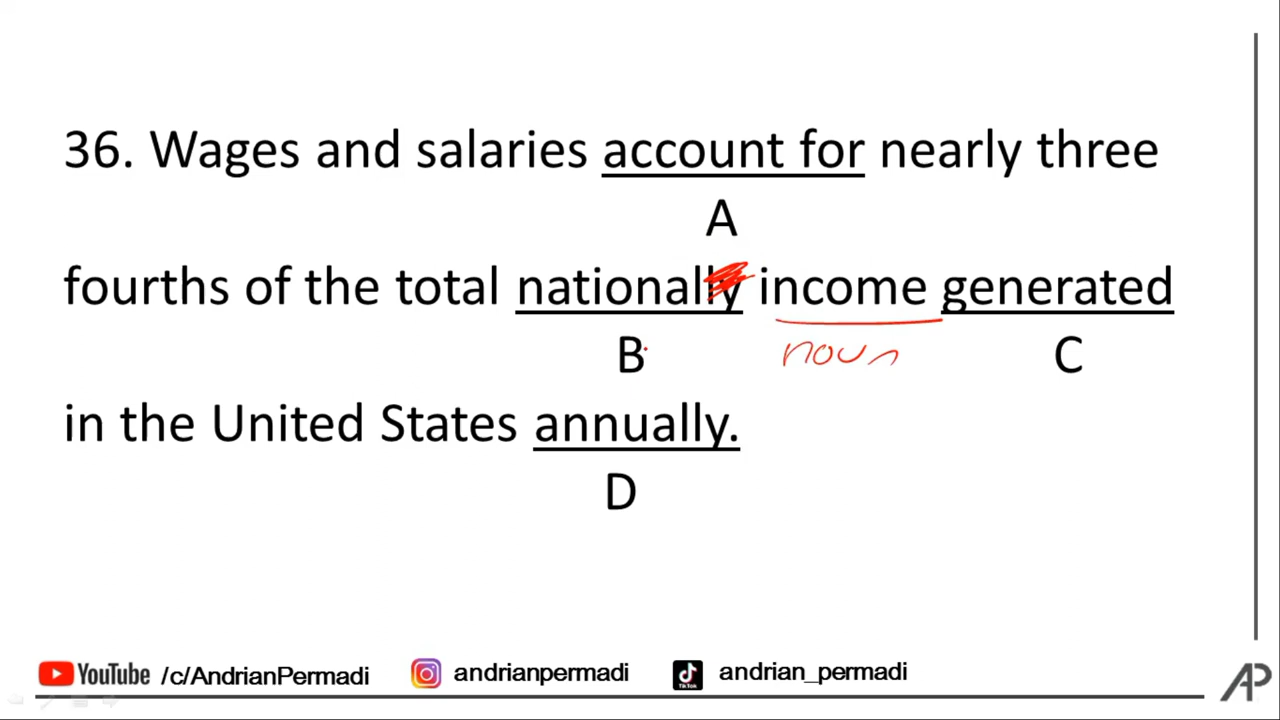 36. Wages and salaries account for nearly three
A
fourths of the total nationally income generated
B noun C
in the United States annually.
D
YouTube /c/AndrianPermadi andrianpermadi TikTok andrian_permadi AP